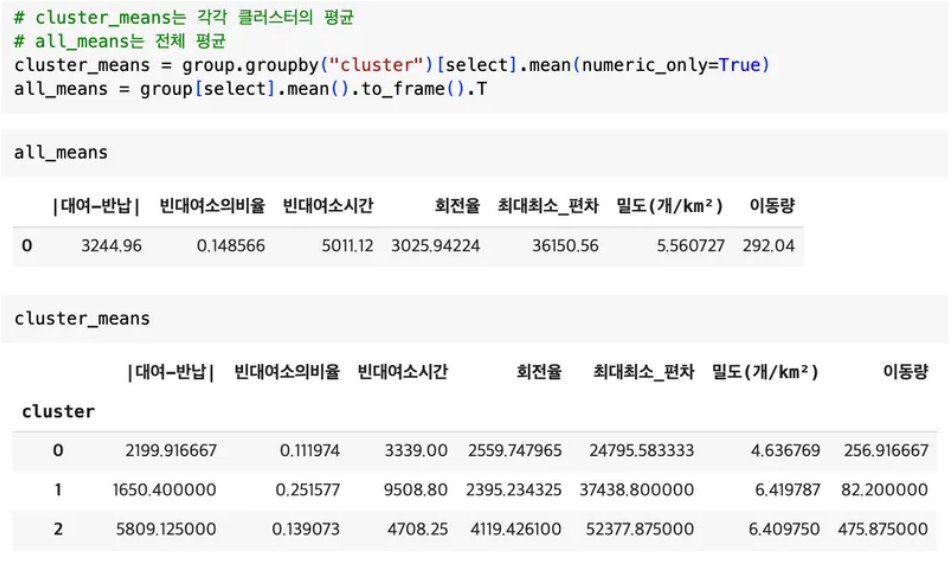 # cluster_means는 각각 클러스터의 평균
# all_means는 전체 평균
cluster_means = group.groupby("cluster")[select].mean(numeric_only=True)
all_means = group[select].mean().to_frame().T
all_means
|대여-반납| 빈대여소의비율 빈대여소시간 회전율 최대최소_편차 밀도(개/km²) 이동량
0 3244.96 0.148566 5011.12 3025.94224 36150.56 5.560727 292.04
cluster_means
|대여-반납| 빈대여소의비율 빈대여소시간 회전율 최대최소_편차 밀도(개/km²) 이동량
cluster
0 2199.916667 0.111974 3339.00 2559.747965 24795.583333 4.636769 256.916667
1 1650.400000 0.251577 9508.80 2395.234325 37438.800000 6.419787 82.200000
2 5809.125000 0.139073 4708.25 4119.426100 52377.875000 6.409750 475.875000